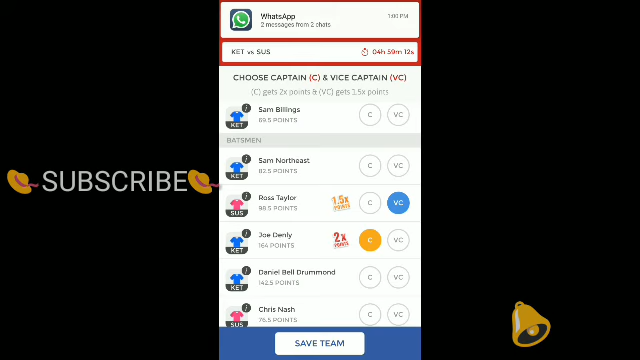 WhatsApp
1:00 PM
2 messages from 2 chats
KET vs SUS
04h 59m 12s
CHOOSE CAPTAIN (C) & VICE CAPTAIN (VC)
(C) gets 2x points & (VC) gets 1.5x points
Sam Billings
69.5 POINTS
KET
C
VC
BATSMEN
Sam Northeast
82.5 POINTS
KET
C
VC
SUBSCRIBE
Ross Taylor
98.5 POINTS
SUS
1.5x
POINTS
C
VC
Joe Denly
164 POINTS
KET
2x
POINTS
C
VC
Daniel Bell Drummond
142.5 POINTS
KET
C
VC
Chris Nash
76.5 POINTS
SUS
C
VC
SAVE TEAM